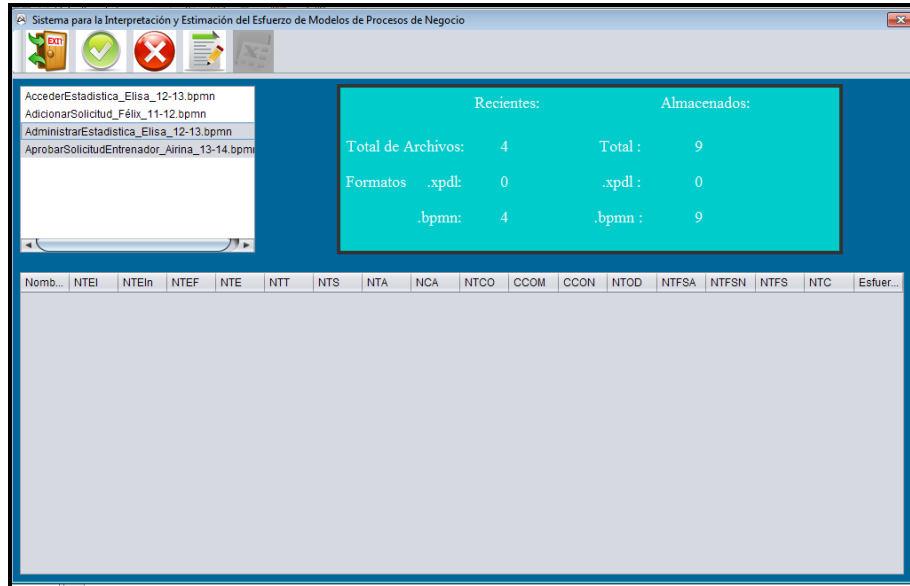 Sistema para la Interpretación y Estimación del Esfuerzo de Modelos de Procesos de Negocio
EXIT
AccederEstadistica_Elisa_12-13.bpmn
AdicionarSolicitud_Félix_11-12.bpmn
AdministrarEstadistica_Elisa_12-13.bpmn
AprobarSolicitudEntrenador_Airina_13-14.bpmn
Recientes: Almacenados:
Total de Archivos: 4 Total : 9
Formatos .xpdl: 0 .xpdl : 0
.bpmn: 4 .bpmn : 9
Nomb... NTEI NTEIn NTEF NTE NTT NTS NTA NCA NTCO CCOM CCON NTOD NTFSA NTFSN NTFS NTC Esfuer...